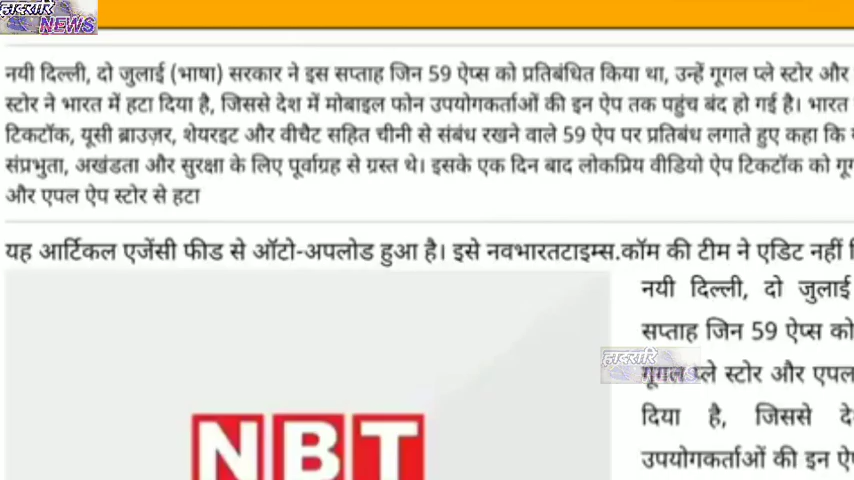 हादसारि
NEWS
नयी दिल्ली, दो जुलाई (भाषा) सरकार ने इस सप्ताह जिन 59 ऐप्स को प्रतिबंधित किया था, उन्हें गूगल प्ले स्टोर और
स्टोर ने भारत में हटा दिया है, जिससे देश में मोबाइल फोन उपयोगकर्ताओं की इन ऐप तक पहुंच बंद हो गई है। भारत
टिकटॉक, यूसी ब्राउज़र, शेयरइट और वीचैट सहित चीनी से संबंध रखने वाले 59 ऐप पर प्रतिबंध लगाते हुए कहा कि
संप्रभुता, अखंडता और सुरक्षा के लिए पूर्वाग्रह से ग्रस्त थे। इसके एक दिन बाद लोकप्रिय वीडियो ऐप टिकटॉक को
और एपल ऐप स्टोर से हटा
यह आर्टिकल एजेंसी फीड से ऑटो-अपलोड हुआ है। इसे नवभारतटाइम्स.कॉम की टीम ने एडिट नहीं
नयी दिल्ली, दो जुलाई
सप्ताह जिन 59 ऐप्स को
गूगल प्ले स्टोर और एपल
दिया है, जिससे
उपयोगकर्ताओं की इन
NBT